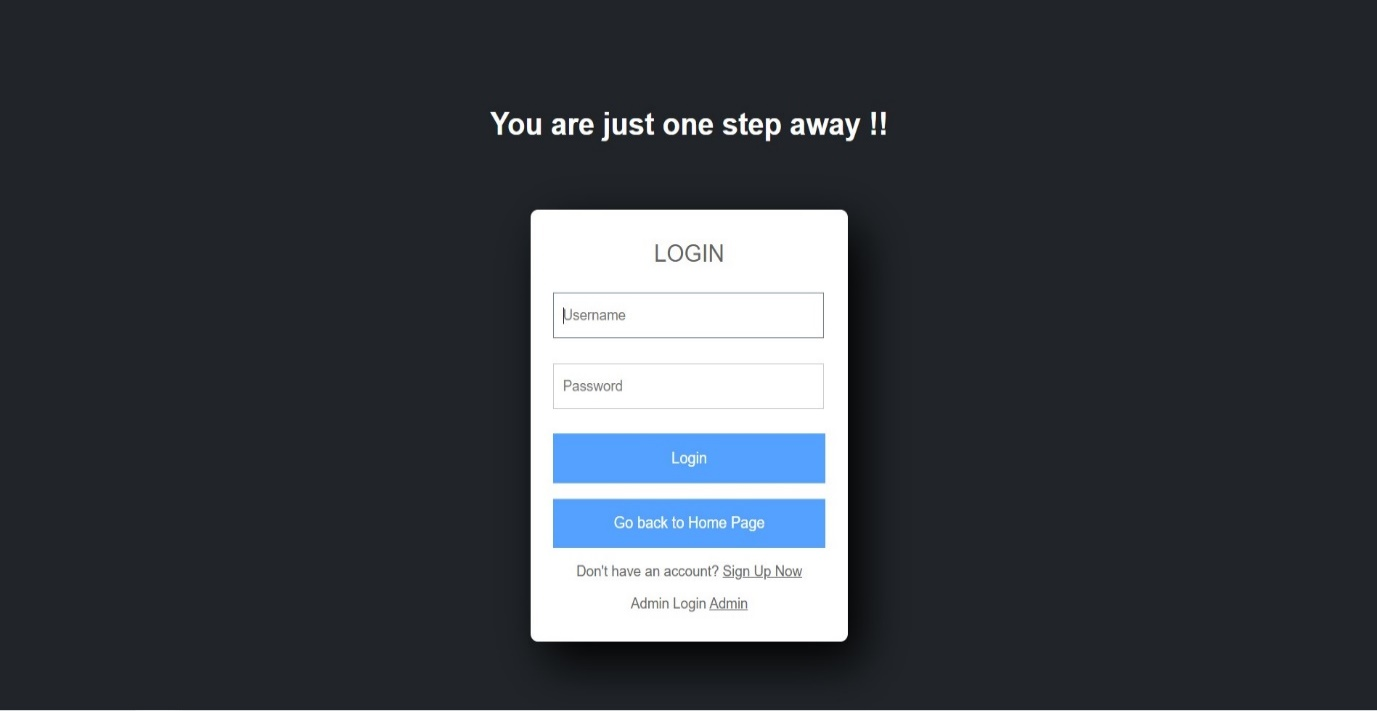 You are just one step away !!
LOGIN
Username
Password
Login
Go back to Home Page
Don't have an account? Sign Up Now
Admin Login Admin